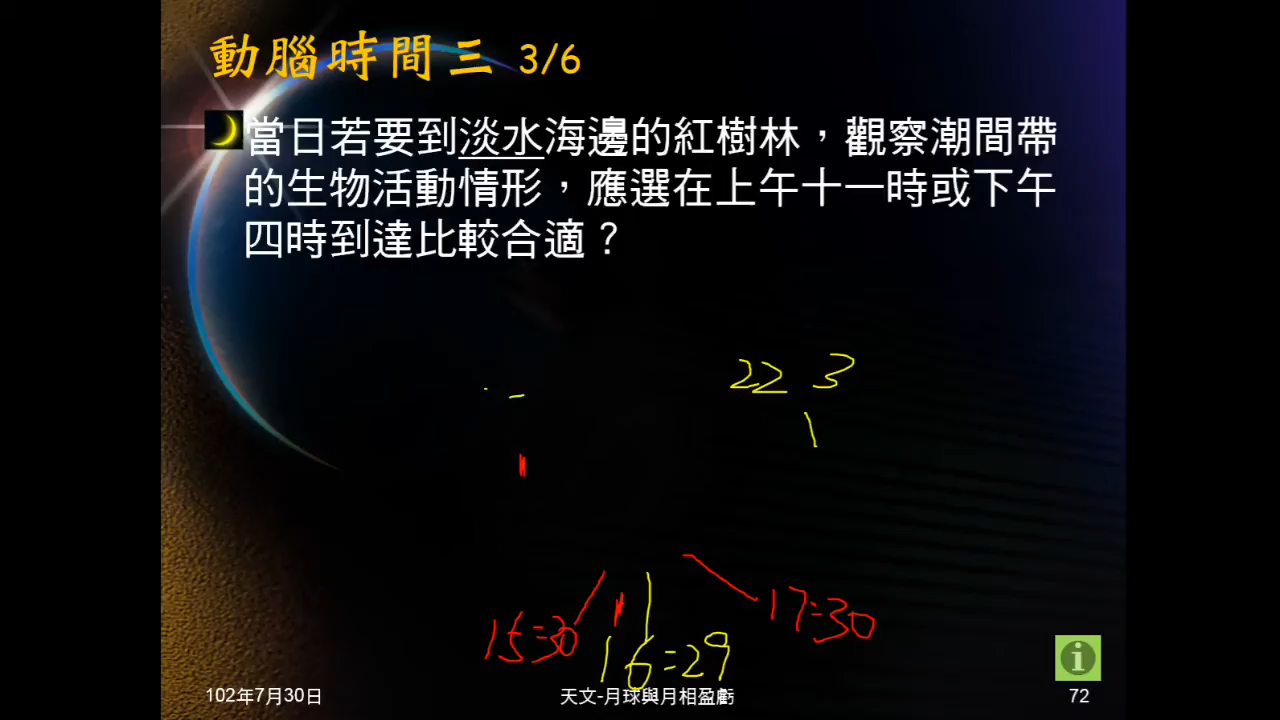 動腦時間三 3/6
當日若要到淡水海邊的紅樹林，觀察潮間帶
的生物活動情形，應選在上午十一時或下午
四時到達比較合適？
22 3
15=30
16=29
17=30
102年7月30日
天文-月球與月相盈虧
72